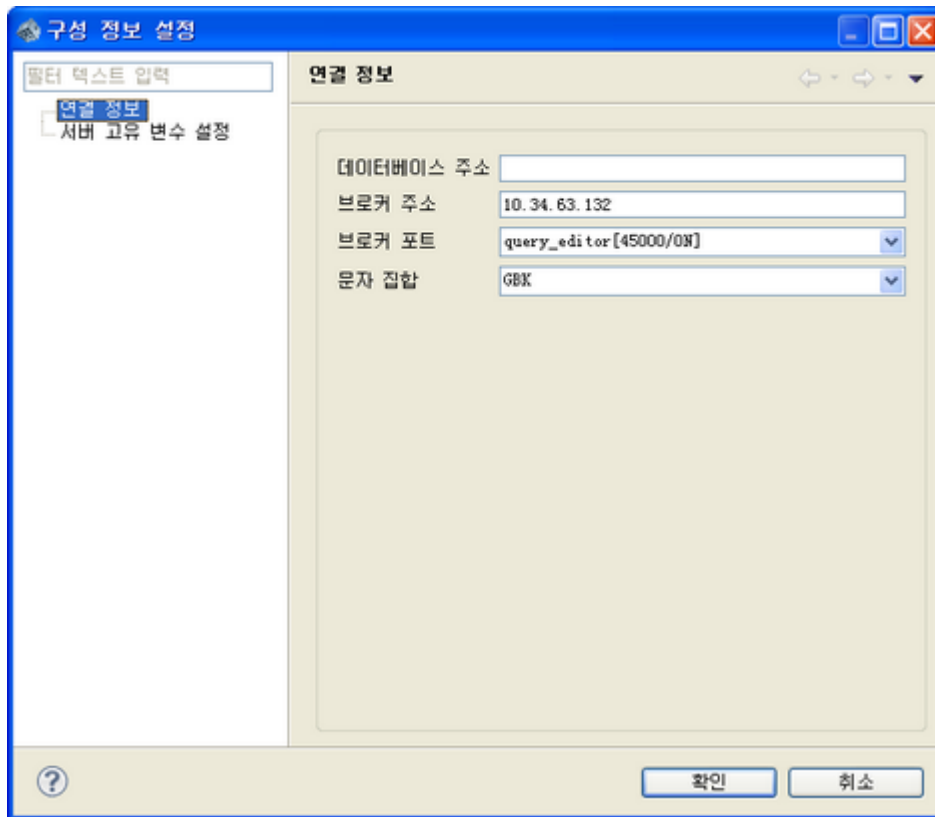 구성 정보 설정
필터 텍스트 입력
연결 정보
서버 고유 변수 설정
연결 정보
데이터베이스 주소
브로커 주소 10.34.63.132
브로커 포트 query_editor[45000/ON]
문자 집합 GBK
확인 취소